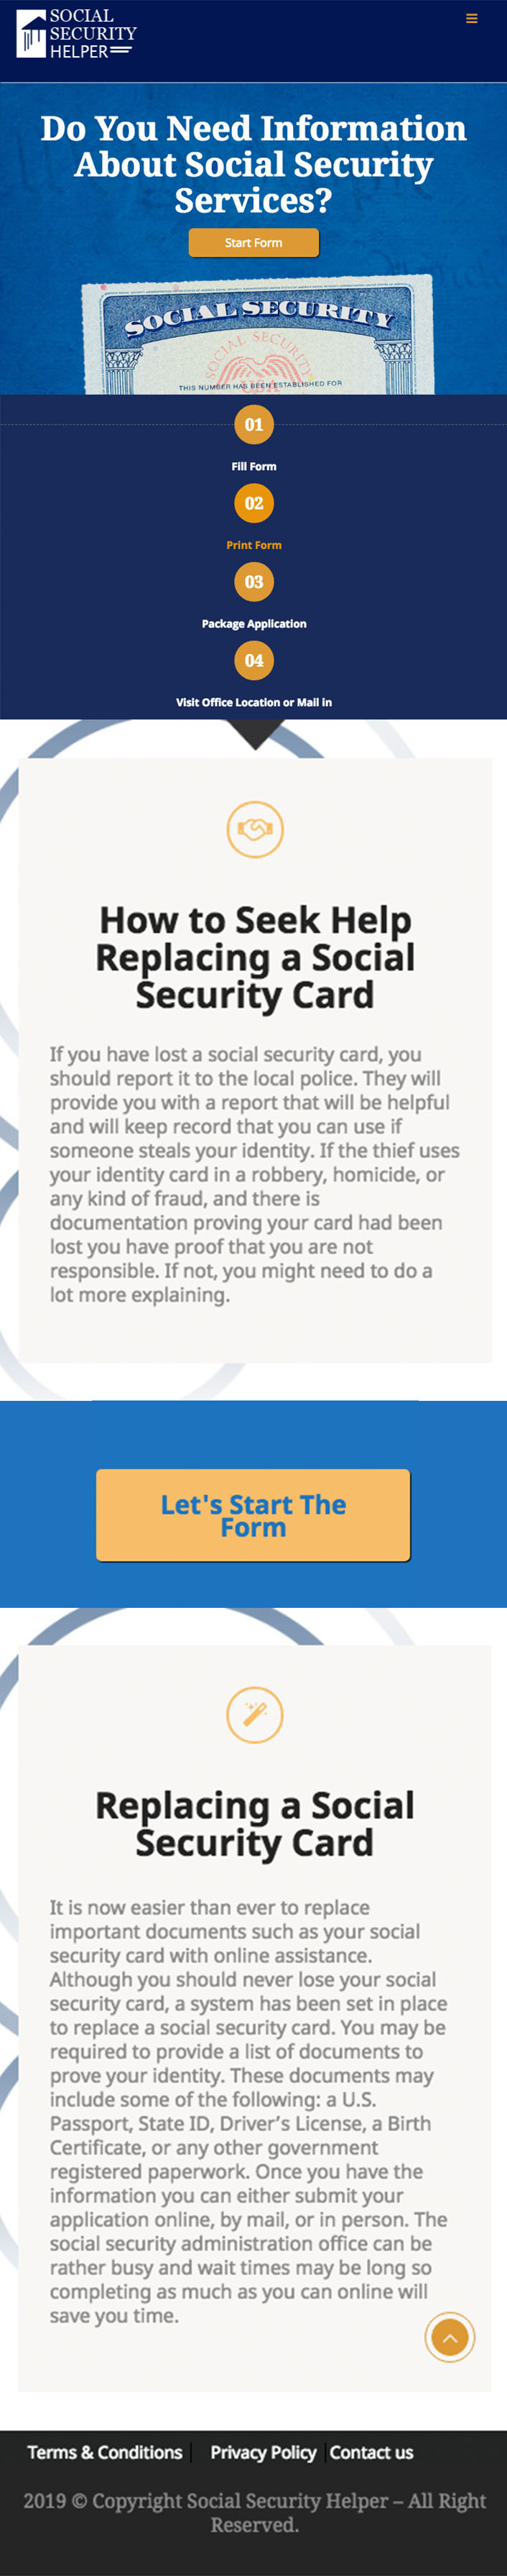 SOCIAL
SECURITY
HELPER
Do You Need Information
About Social Security
Services?
Start Form
SOCIAL SECURITY
SOCIAL SECURITY
USA
THIS NUMBER HAS BEEN ESTABLISHED FOR
01
Fill Form
02
Print Form
03
Package Application
04
Visit Office Location or Mail in
How to Seek Help
Replacing a Social
Security Card
If you have lost a social security card, you
should report it to the local police. They will
provide you with a report that will be helpful
and will keep record that you can use if
someone steals your identity. If the thief uses
your identity card in a robbery, homicide, or
any kind of fraud, and there is
documentation proving your card had been
lost you have proof that you are not
responsible. If not, you might need to do a
lot more explaining.
Let's Start The
Form
Replacing a Social
Security Card
It is now easier than ever to replace
important documents such as your social
security card with online assistance.
Although you should never lose your social
security card, a system has been set in place
to replace a social security card. You may be
required to provide a list of documents to
prove your identity. These documents may
include some of the following: a U.S.
Passport, State ID, Driver’s License, a Birth
Certificate, or any other government
registered paperwork. Once you have the
information you can either submit your
application online, by mail, or in person. The
social security administration office can be
rather busy and wait times may be long so
completing as much as you can online will
save you time.
Terms & Conditions | Privacy Policy | Contact us
2019 © Copyright Social Security Helper – All Right
Reserved.